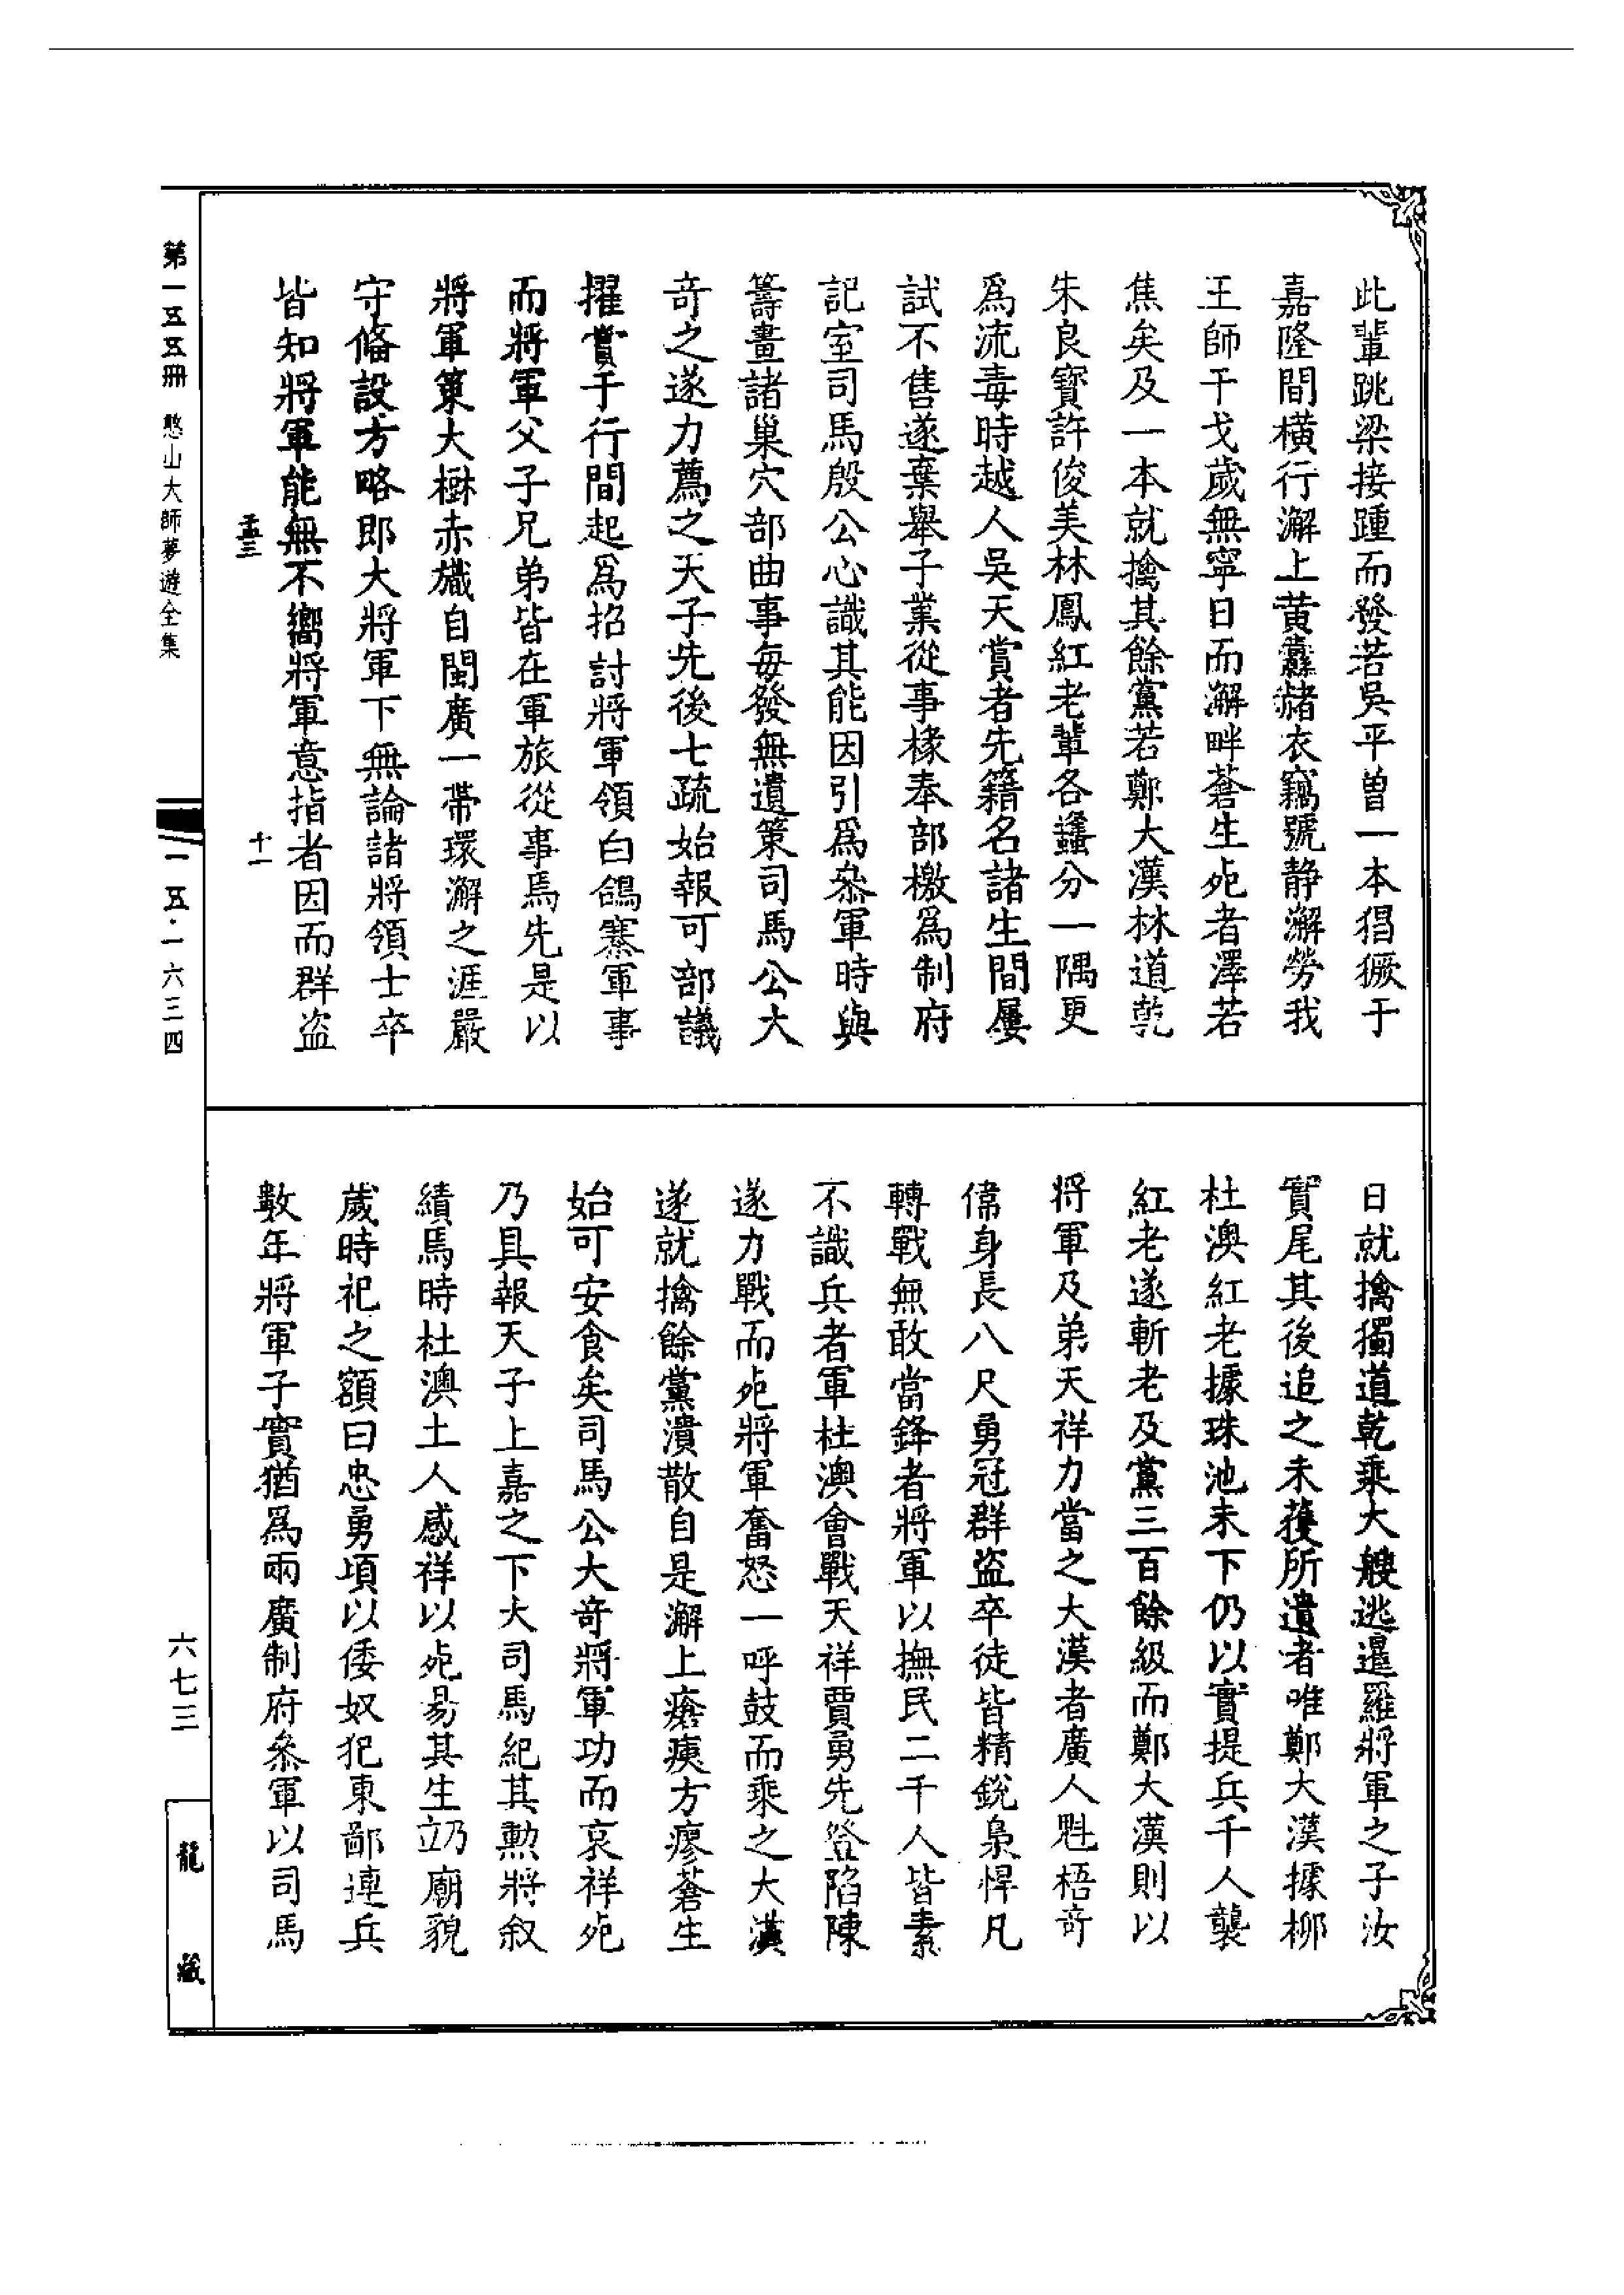 此輩跳梁接踵而發若吳平曽一本猖獗于
嘉隆間橫行澥上黃纛赭衣竊號静澥勞我
王師干戈歲無寧日而澥畔蒼生死者澤若
焦矣及一本就擒其餘黨若鄭大漢林道乾
朱良寶許俊美林鳳紅老輩各蠭分一隅更
爲流毒時越人吳天賞者先籍名諸生間屢
試不售遂棄舉子業從事椽奉部檄爲制府
記室司馬殷公心識其能因引爲叅軍時與
籌畫諸巢穴部曲事每發無遺策司馬公大
竒之遂力薦之天子先後七疏始報可部議
擢賞于行間起爲招討將軍領白鴿寨軍事
而將軍父子兄弟皆在軍旅從事焉先是以
將軍策大樹赤幟自閩廣一帶環澥之涯嚴
守俻設方略即大將軍下無論諸將領士卒
皆知將軍能無不嚮將軍意指者因而群盜
日就擒獨道乾乘大艘逃暹羅將軍之子汝
實尾其後追之未獲所遺者唯鄭大漢據柳
杜澳紅老據珠池未下仍以實提兵千人襲
紅老遂斬老及黨三百餘級而鄭大漢則以
將軍及弟天祥力當之大漢者廣人魁梧竒
偉身長八尺勇冠群盜卒徒皆精銳梟悍凡
轉戰無敢當鋒者將軍以撫民二千人皆素
不識兵者軍杜澳會戰天祥賈勇先登陷陳
遂力戰而死將軍奮怒一呼鼓而乘之大漢
遂就擒餘黨潰散自是澥上瘡痍方瘳蒼生
始可安食矣司馬公大竒將軍功而哀祥死
乃具報天子上嘉之下大司馬紀其勲將叙
績焉時杜澳土人感祥以死易其生立乃廟貌
歲時祀之額曰忠勇項以倭奴犯東鄙連兵
數年將軍子實猶爲兩廣制府叅軍以司馬
第一五五冊 憨山大師夢遊全集
一五·一六三四
六七三
龍藏
十一